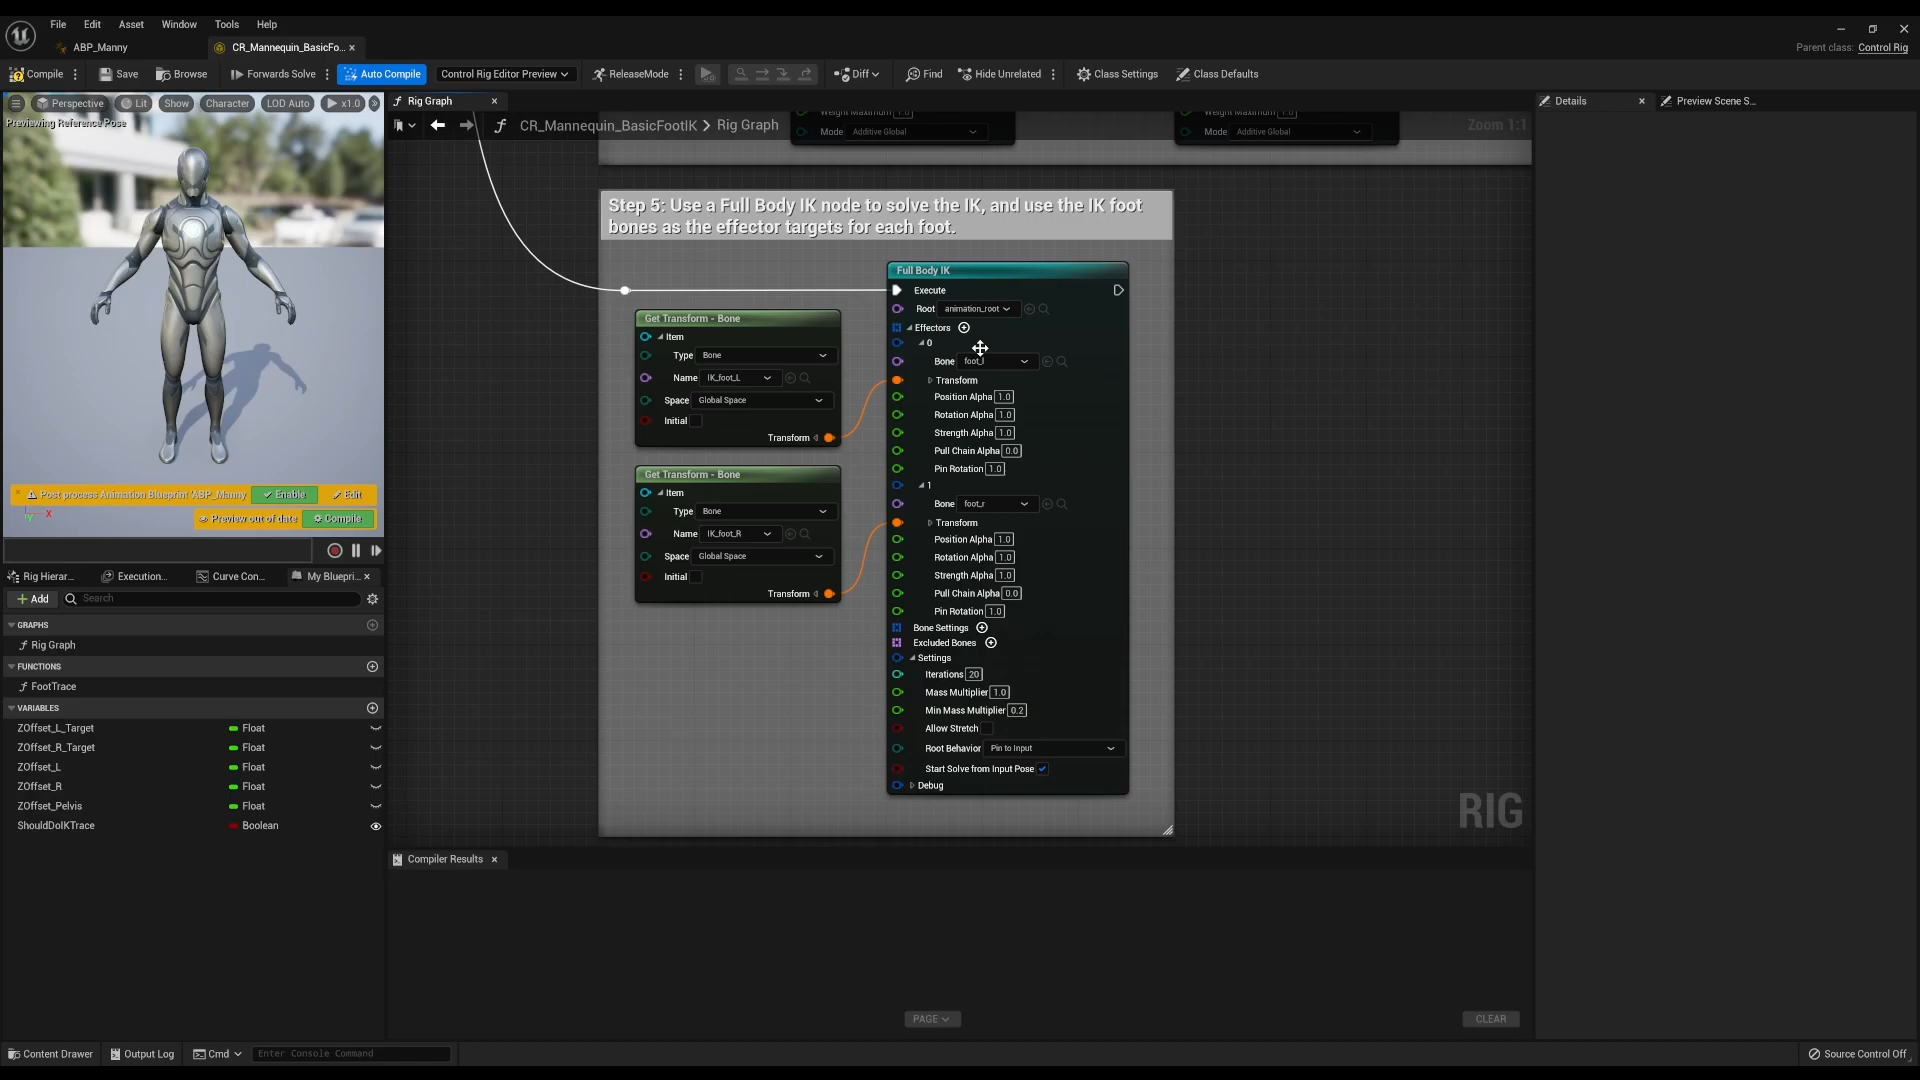 File Edit Asset Window Tools Help
ABP_Manny
CR_Mannequin_BasicFo...
Parent class: Control Rig
Compile Save Browse Forwards Solve Auto Compile Control Rig Editor Preview ReleaseMode Diff Find Hide Unrelated Class Settings Class Defaults
Perspective Lit Show Character LOD Auto x1.0
Previewing Reference Pose
Post process Animation Blueprint 'ABP_Manny Enable Edit
Preview out of date Compile
X
Rig Hierar... Execution... Curve Con... My Bluepri...
Add Search
GRAPHS
Rig Graph
FUNCTIONS
FootTrace
VARIABLES
ZOffset_L_Target Float
ZOffset_R_Target Float
ZOffset_L Float
ZOffset_R Float
ZOffset_Pelvis Float
ShouldDoIKTrace Boolean
Rig Graph
CR_Mannequin_BasicFootIK > Rig Graph
Zoom 1:1
Weight Maximum 1.0
Mode Additive Global
Weight Maximum 1.0
Mode Additive Global
Step 5: Use a Full Body IK node to solve the IK, and use the IK foot
bones as the effector targets for each foot.
Get Transform - Bone
Item
Type Bone
Name IK_foot_L
Space Global Space
Initial
Transform
Get Transform - Bone
Item
Type Bone
Name IK_foot_R
Space Global Space
Initial
Transform
Full Body IK
Execute
Root animation_root
Effectors
0
Bone foot_l
Transform
Position Alpha 1.0
Rotation Alpha 1.0
Strength Alpha 1.0
Pull Chain Alpha 0.0
Pin Rotation 1.0
1
Bone foot_r
Transform
Position Alpha 1.0
Rotation Alpha 1.0
Strength Alpha 1.0
Pull Chain Alpha 0.0
Pin Rotation 1.0
Bone Settings
Excluded Bones
Settings
Iterations 20
Mass Multiplier 1.0
Min Mass Multiplier 0.2
Allow Stretch
Root Behavior Pin to Input
Start Solve from Input Pose
Debug
RIG
Compiler Results
PAGE
CLEAR
Details
Preview Scene S...
Content Drawer Output Log Cmd Enter Console Command
Source Control Off